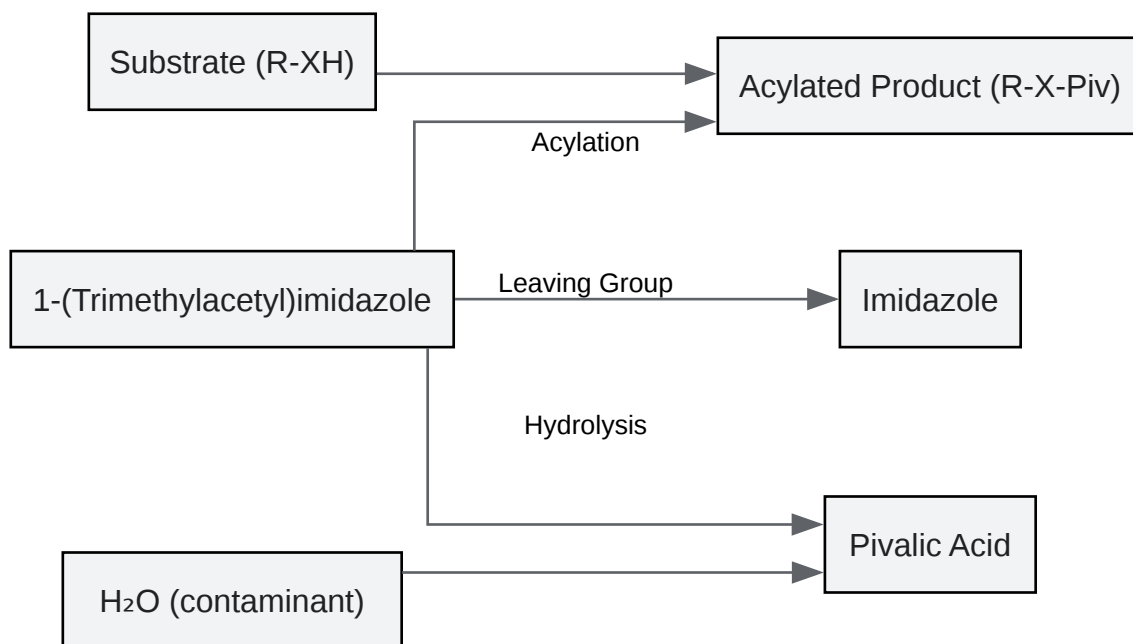 Substrate (R-XH)
Acylated Product (R-X-Piv)
Acylation
1-(Trimethylacetyl)imidazole
Leaving Group
Imidazole
Hydrolysis
Pivalic Acid
H₂O (contaminant)